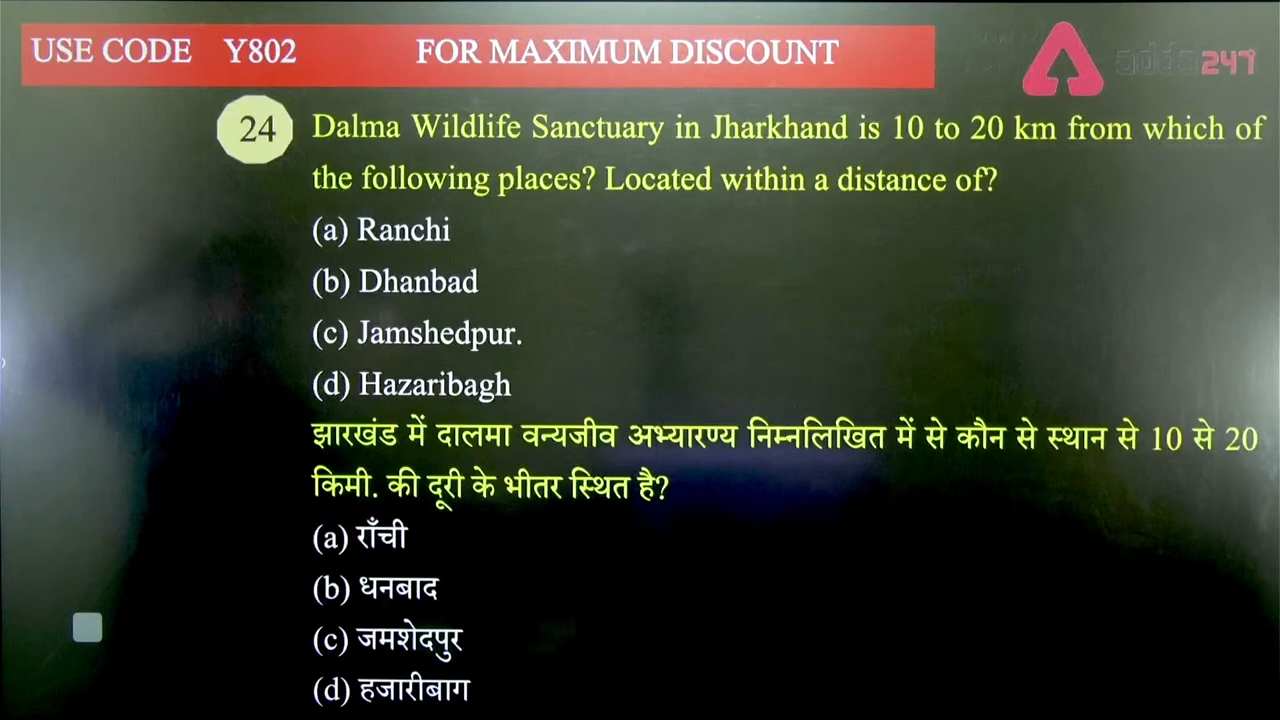 USE CODE Y802 FOR MAXIMUM DISCOUNT
adda247
24 Dalma Wildlife Sanctuary in Jharkhand is 10 to 20 km from which of
the following places? Located within a distance of?
(a) Ranchi
(b) Dhanbad
(c) Jamshedpur.
(d) Hazaribagh
झारखंड में दालमा वन्यजीव अभ्यारण्य निम्नलिखित में से कौन से स्थान से 10 से 20
किमी. की दूरी के भीतर स्थित है?
(a) राँची
(b) धनबाद
(c) जमशेदपुर
(d) हजारीबाग